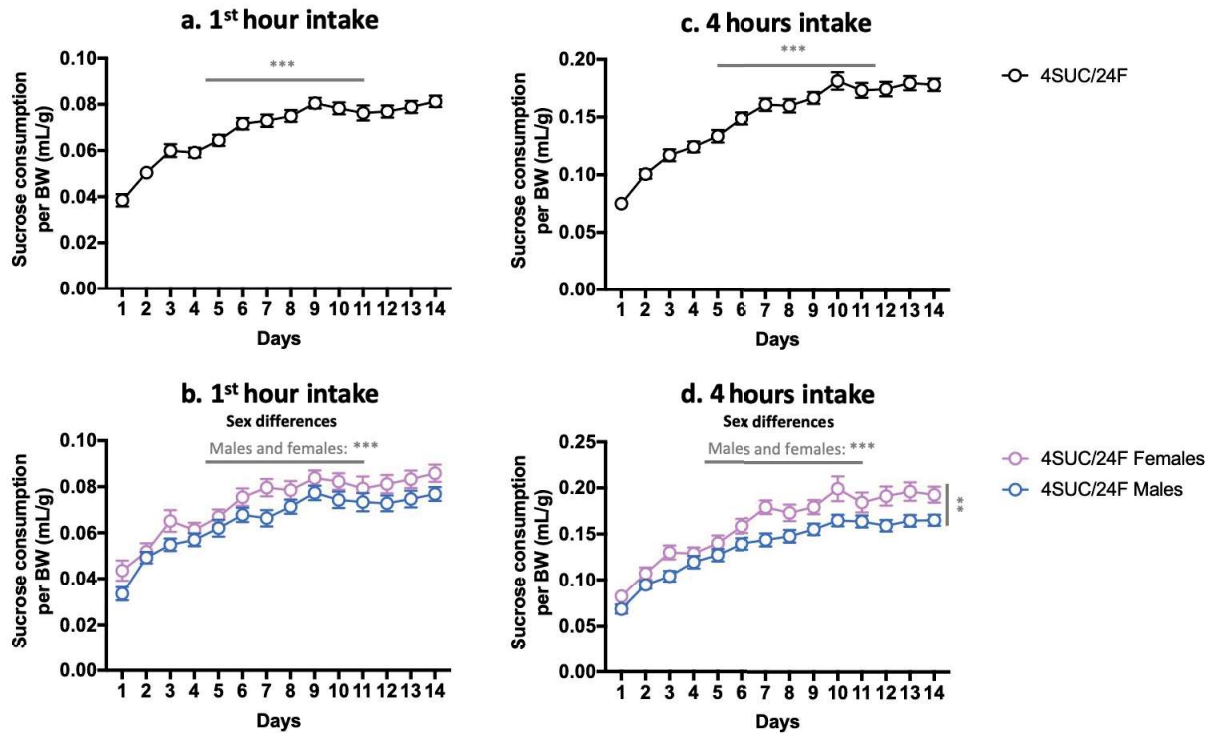 a. 1st hour intake
***
0.10
0.08
0.06
0.04
0.02
0.00
Sucrose consumption
per BW (mL/g)
1 2 3 4 5 6 7 8 9 10 11 12 13 14
Days
c. 4 hours intake
***
0.20
0.15
0.10
0.05
0.00
Sucrose consumption
per BW (mL/g)
1 2 3 4 5 6 7 8 9 10 11 12 13 14
Days
4SUC/24F
b. 1st hour intake
Sex differences
Males and females: ***
0.10
0.08
0.06
0.04
0.02
0.00
Sucrose consumption
per BW (mL/g)
1 2 3 4 5 6 7 8 9 10 11 12 13 14
Days
d. 4 hours intake
Sex differences
Males and females: ***
0.25
0.20
0.15
0.10
0.05
0.00
Sucrose consumption
per BW (mL/g)
1 2 3 4 5 6 7 8 9 10 11 12 13 14
Days
**
4SUC/24F Females
4SUC/24F Males